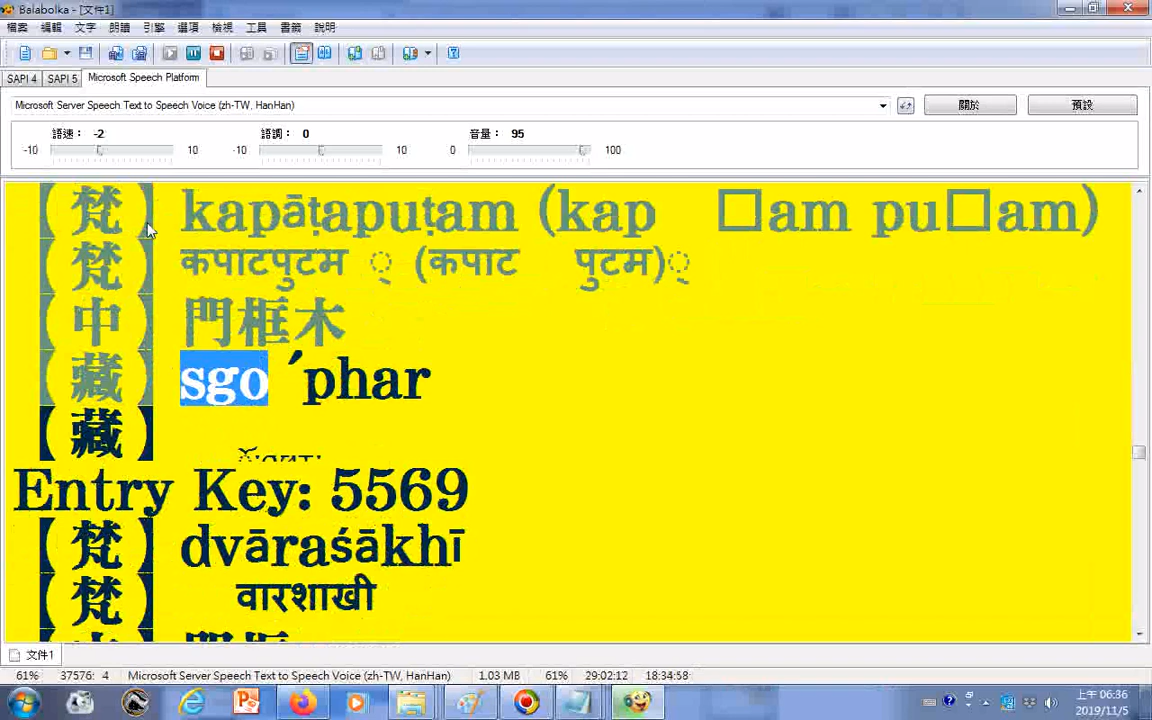 Balabolka - [文件1]
檔案 編輯 文字 朗讀 引擎 選項 檢視 工具 書籤 說明
SAPI 4 SAPI 5 Microsoft Speech Platform
Microsoft Server Speech Text to Speech Voice (zh-TW, HanHan) 關於 預設
語速： -2 語調： 0 音量： 95
-10 10 -10 10 0 100
【梵】 kapāṭapuṭam (kap □am pu□am)
【梵】 कपाटपुटम ् (कपाट पुटम)्
【中】 門框木
【藏】 sgo ´phar
【藏】
Entry Key: 5569
【梵】 dvāraśākhī
【梵】 वारशाखी
文件1
61% 37576: 4 Microsoft Server Speech Text to Speech Voice (zh-TW, HanHan) 1.03 MB 61% 29:02:12 18:34:58
上午 06:36
2019/11/5